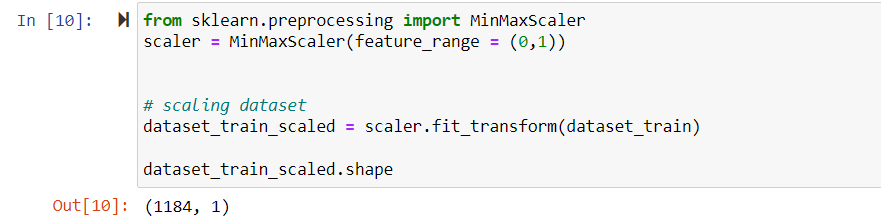 In [10]: from sklearn.preprocessing import MinMaxScaler
scaler = MinMaxScaler(feature_range = (0,1))
# scaling dataset
dataset_train_scaled = scaler.fit_transform(dataset_train)
dataset_train_scaled.shape
Out[10]: (1184, 1)